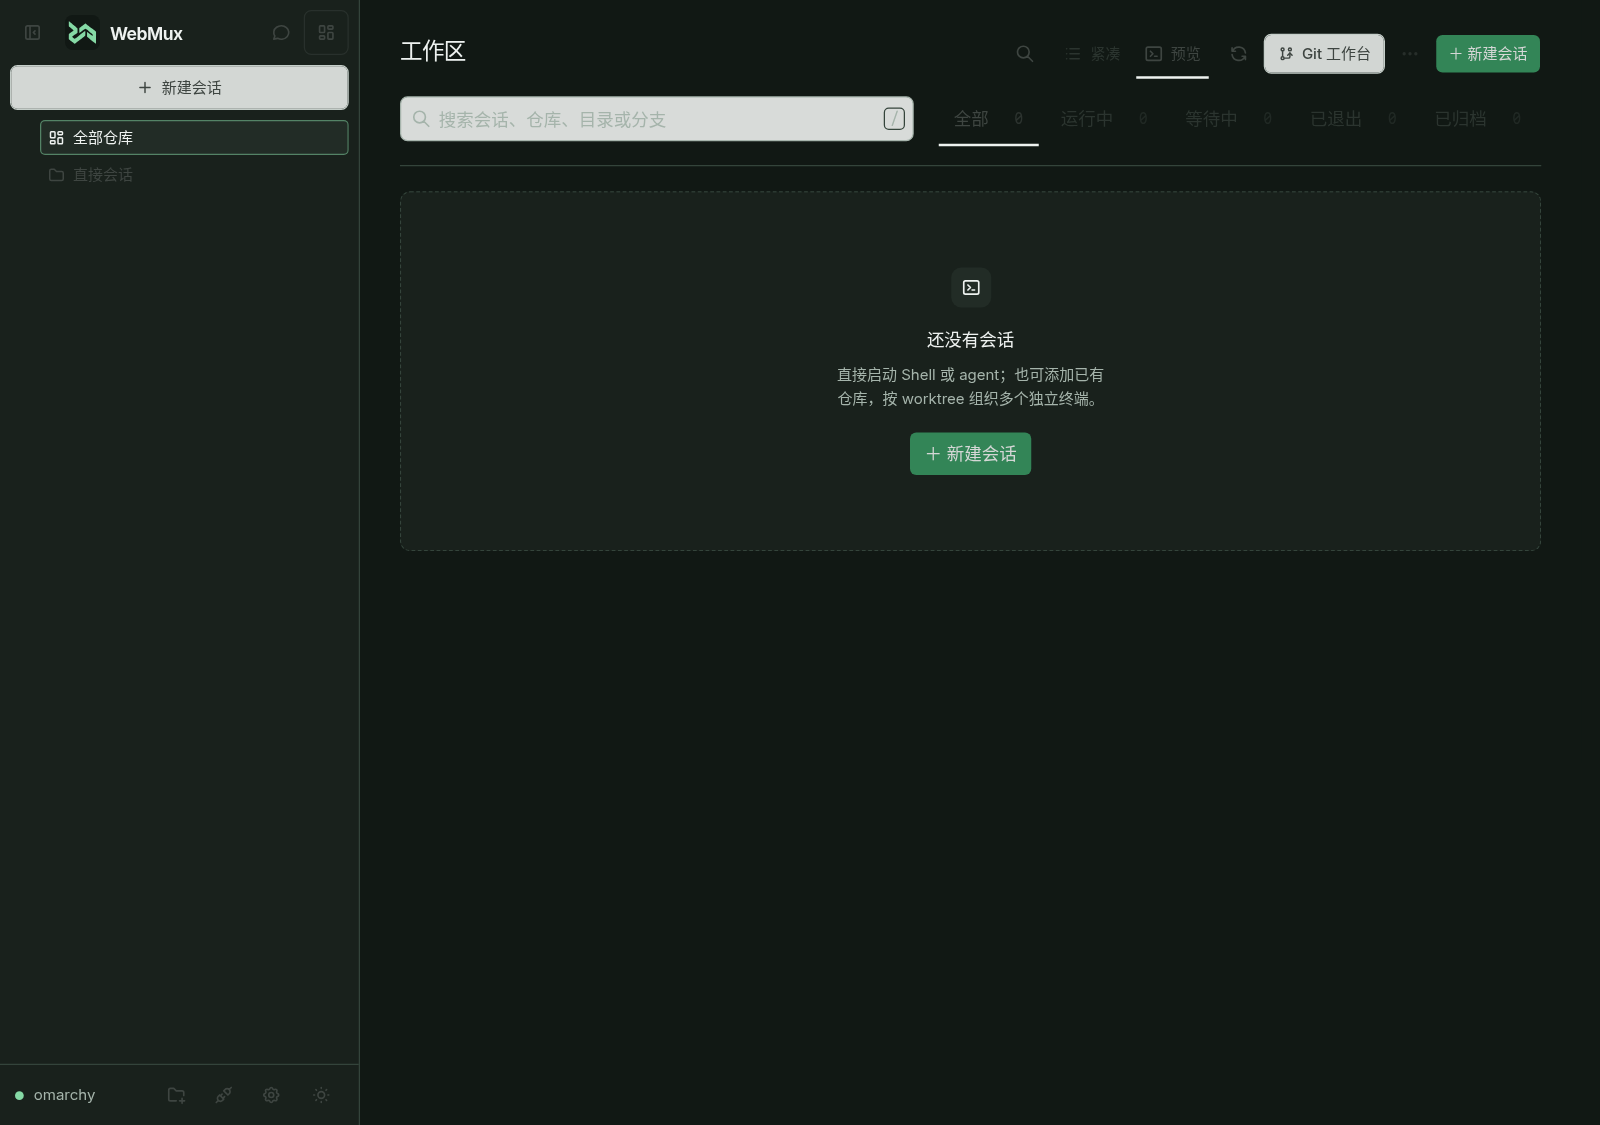 WebMux
新建会话
全部仓库
直接会话
omarchy
工作区
紧凑
预览
Git 工作台
新建会话
搜索会话、仓库、目录或分支
/
全部 0
运行中 0
等待中 0
已退出 0
已归档 0
还没有会话
直接启动 Shell 或 agent；也可添加已有
仓库，按 worktree 组织多个独立终端。
新建会话